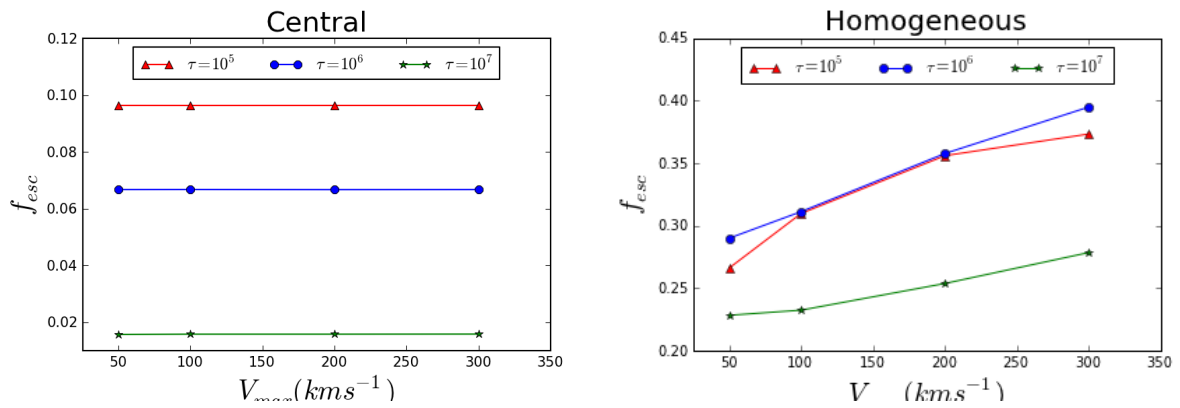 Central
0.12
0.10
0.08
0.06
0.04
0.02
f_esc
τ=10^5 τ=10^6 τ=10^7
50 100 150 200 250 300 350
V_max(kms^−1)
Homogeneous
0.45
0.40
0.35
0.30
0.25
0.20
f_esc
τ=10^5 τ=10^6 τ=10^7
50 100 150 200 250 300 350
V (kms^−1)